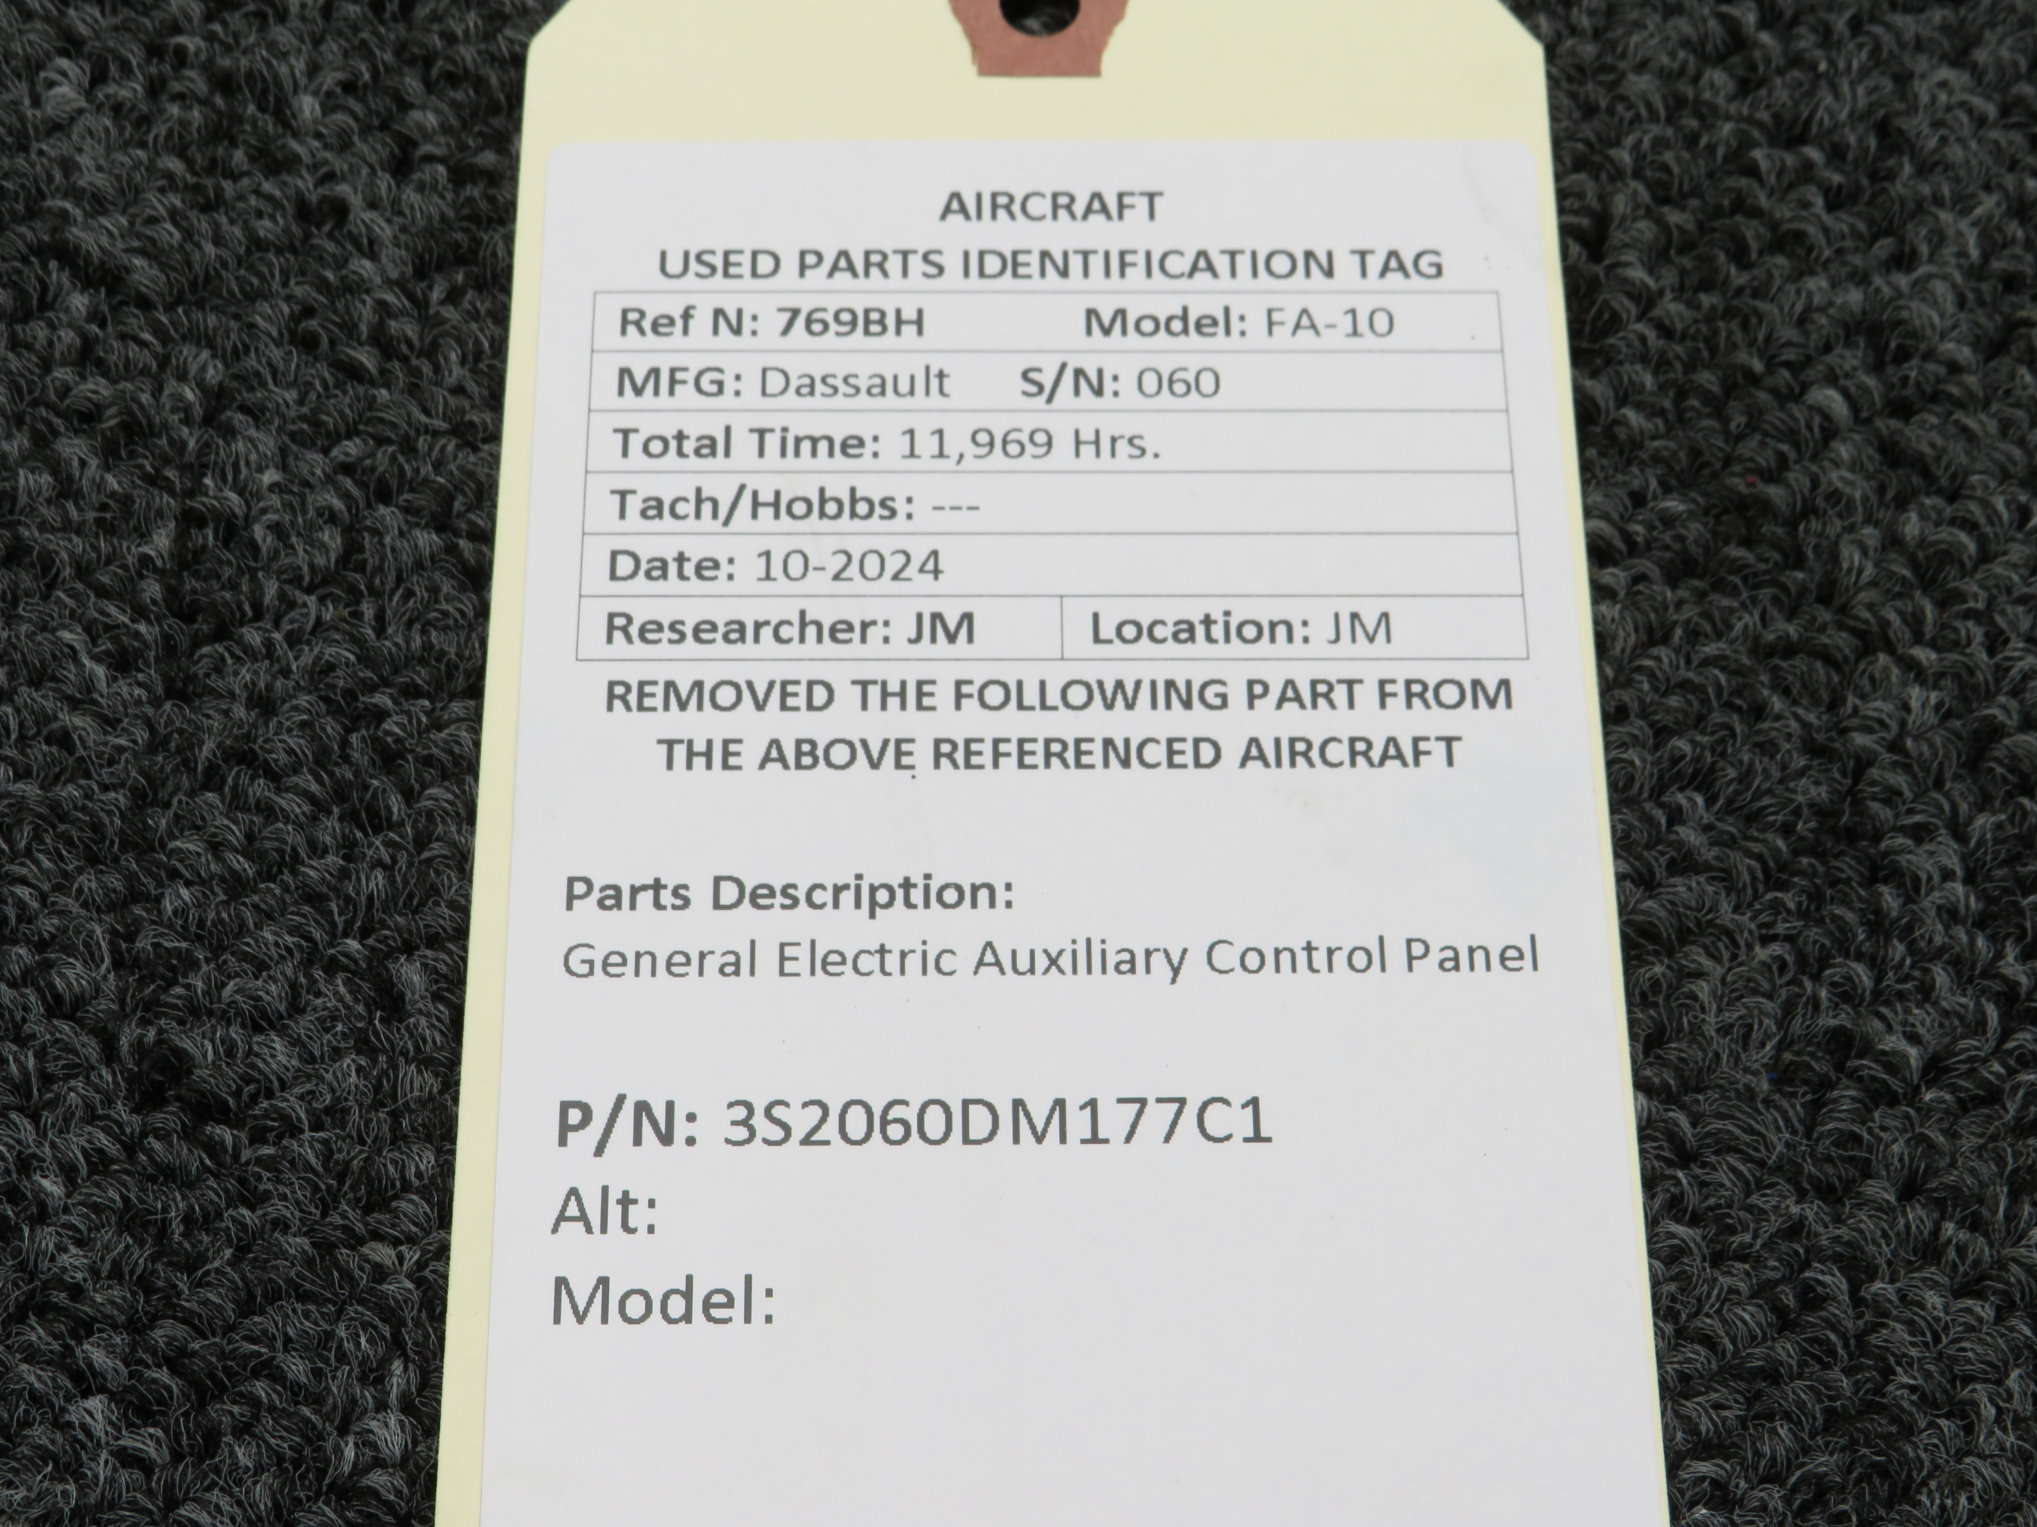 AIRCRAFT
USED PARTS IDENTIFICATION TAG
Ref N: 769BH Model: FA-10
MFG: Dassault S/N: 060
Total Time: 11,969 Hrs.
Tach/Hobbs: ---
Date: 10-2024
Researcher: JM Location: JM
REMOVED THE FOLLOWING PART FROM
THE ABOVE REFERENCED AIRCRAFT
Parts Description:
General Electric Auxiliary Control Panel
P/N: 3S2060DM177C1
Alt:
Model: